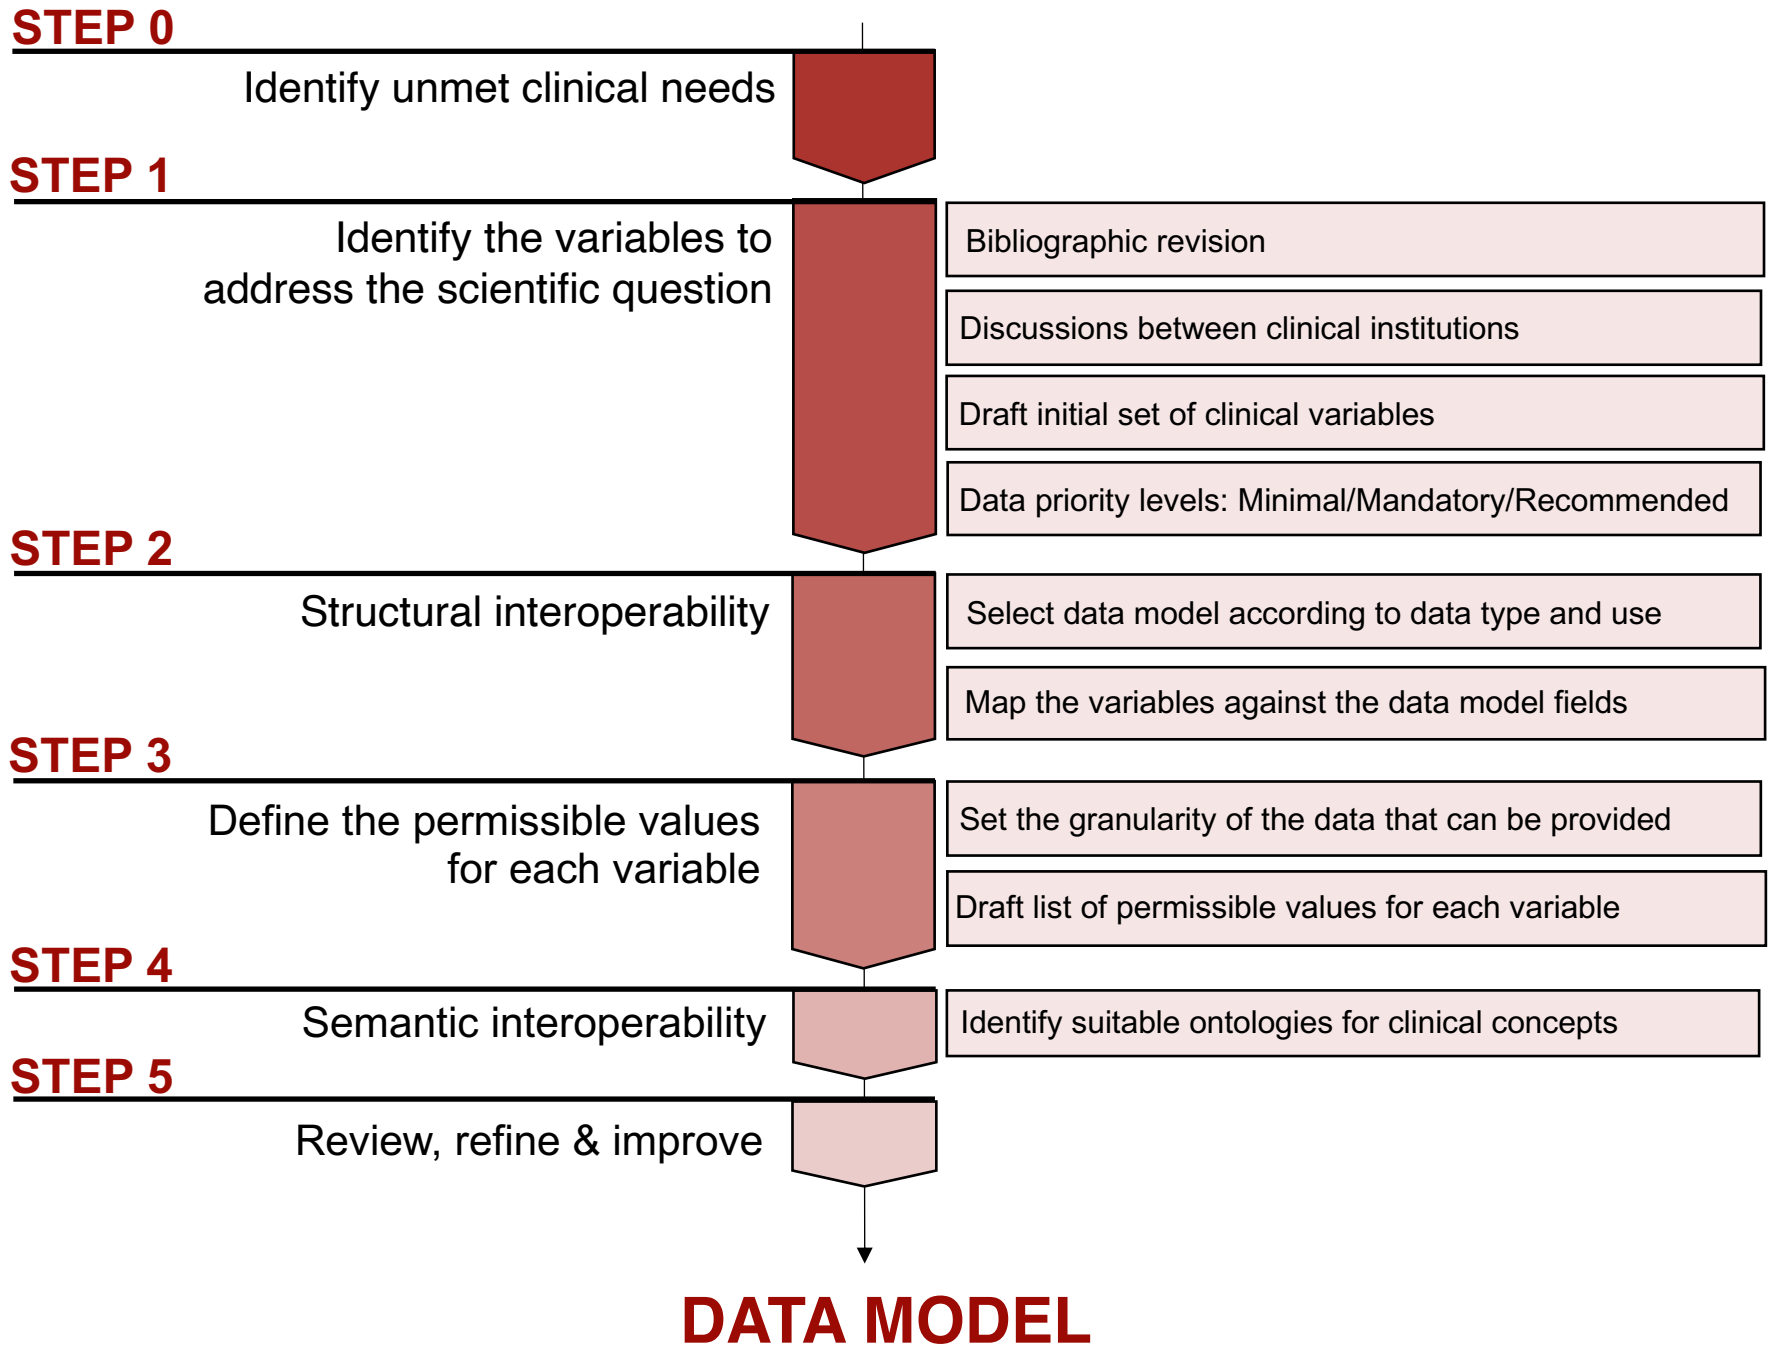 STEP 0
Identify unmet clinical needs
STEP 1
Identify the variables to
address the scientific question
Bibliographic revision
Discussions between clinical institutions
Draft initial set of clinical variables
Data priority levels: Minimal/Mandatory/Recommended
STEP 2
Structural interoperability
Select data model according to data type and use
Map the variables against the data model fields
STEP 3
Define the permissible values
for each variable
Set the granularity of the data that can be provided
Draft list of permissible values for each variable
STEP 4
Semantic interoperability
Identify suitable ontologies for clinical concepts
STEP 5
Review, refine & improve
DATA MODEL